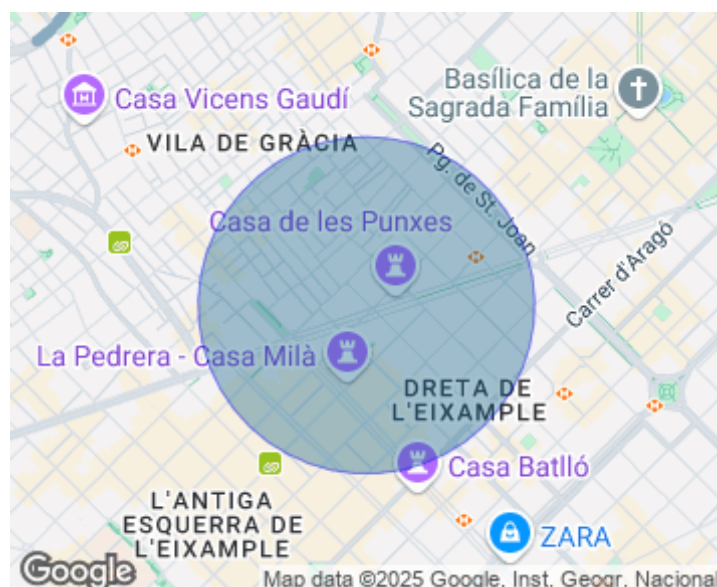 Basílica de la
Sagrada Família
Casa Vicens Gaudí
VILA DE GRÀCIA
Pg. de St. Joan
Casa de les Punxes
Carrer d'Aragó
La Pedrera - Casa Milà
DRETA DE
L'EIXAMPLE
Casa Batlló
L'ANTIGA
ESQUERRA DE
L'EIXAMPLE
ZARA
Google
Map data ©2025 Google, Inst. Geogr. Nacional